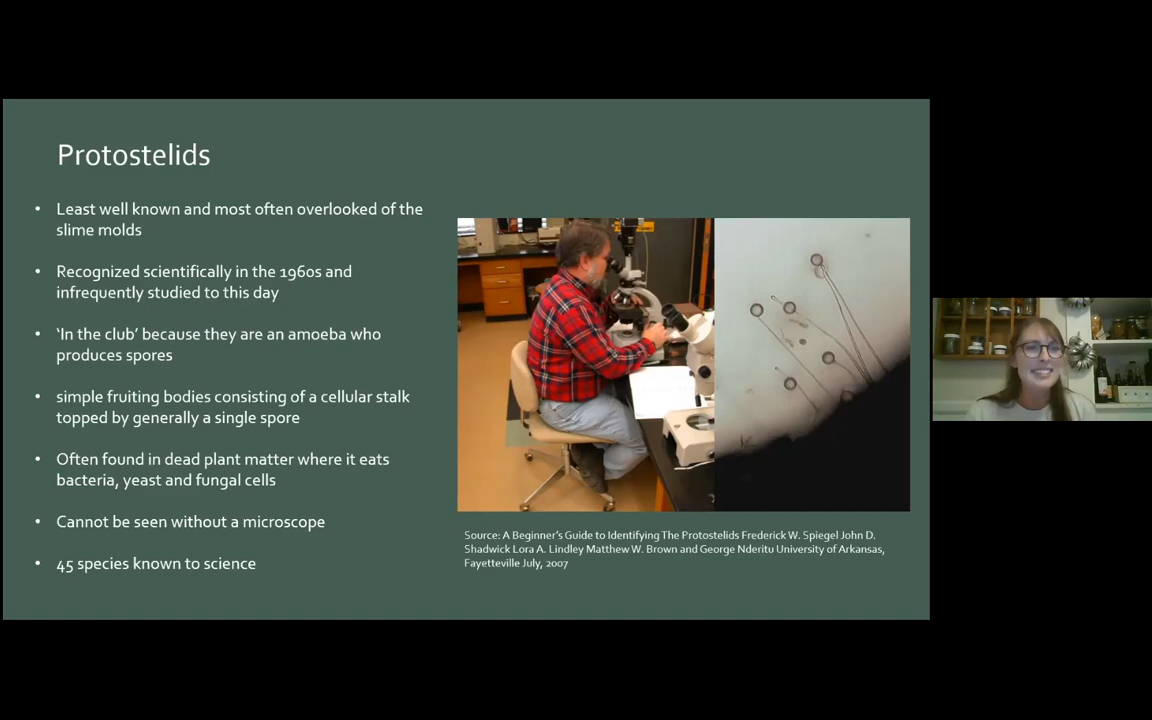 Protostelids
• Least well known and most often overlooked of the
slime molds
• Recognized scientifically in the 1960s and
infrequently studied to this day
• ‘In the club’ because they are an amoeba who
produces spores
• simple fruiting bodies consisting of a cellular stalk
topped by generally a single spore
• Often found in dead plant matter where it eats
bacteria, yeast and fungal cells
• Cannot be seen without a microscope
• 45 species known to science
Source: A Beginner’s Guide to Identifying The Protostelids Frederick W. Spiegel John D.
Shadwick Lora A. Lindley Matthew W. Brown and George Nderitu University of Arkansas,
Fayetteville July, 2007